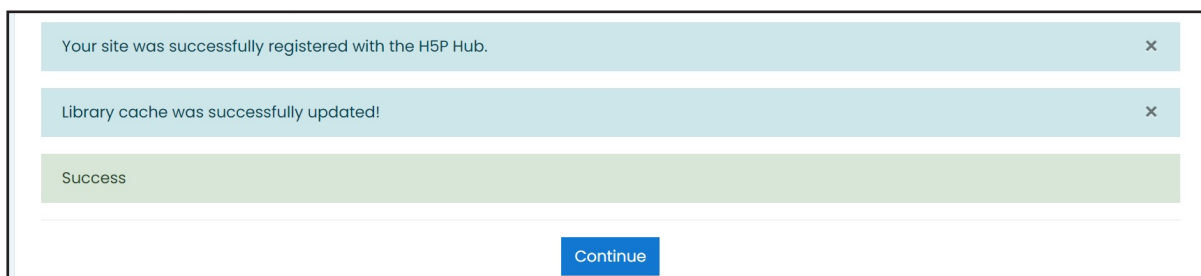 Your site was successfully registered with the H5P Hub.
Library cache was successfully updated!
Success
Continue